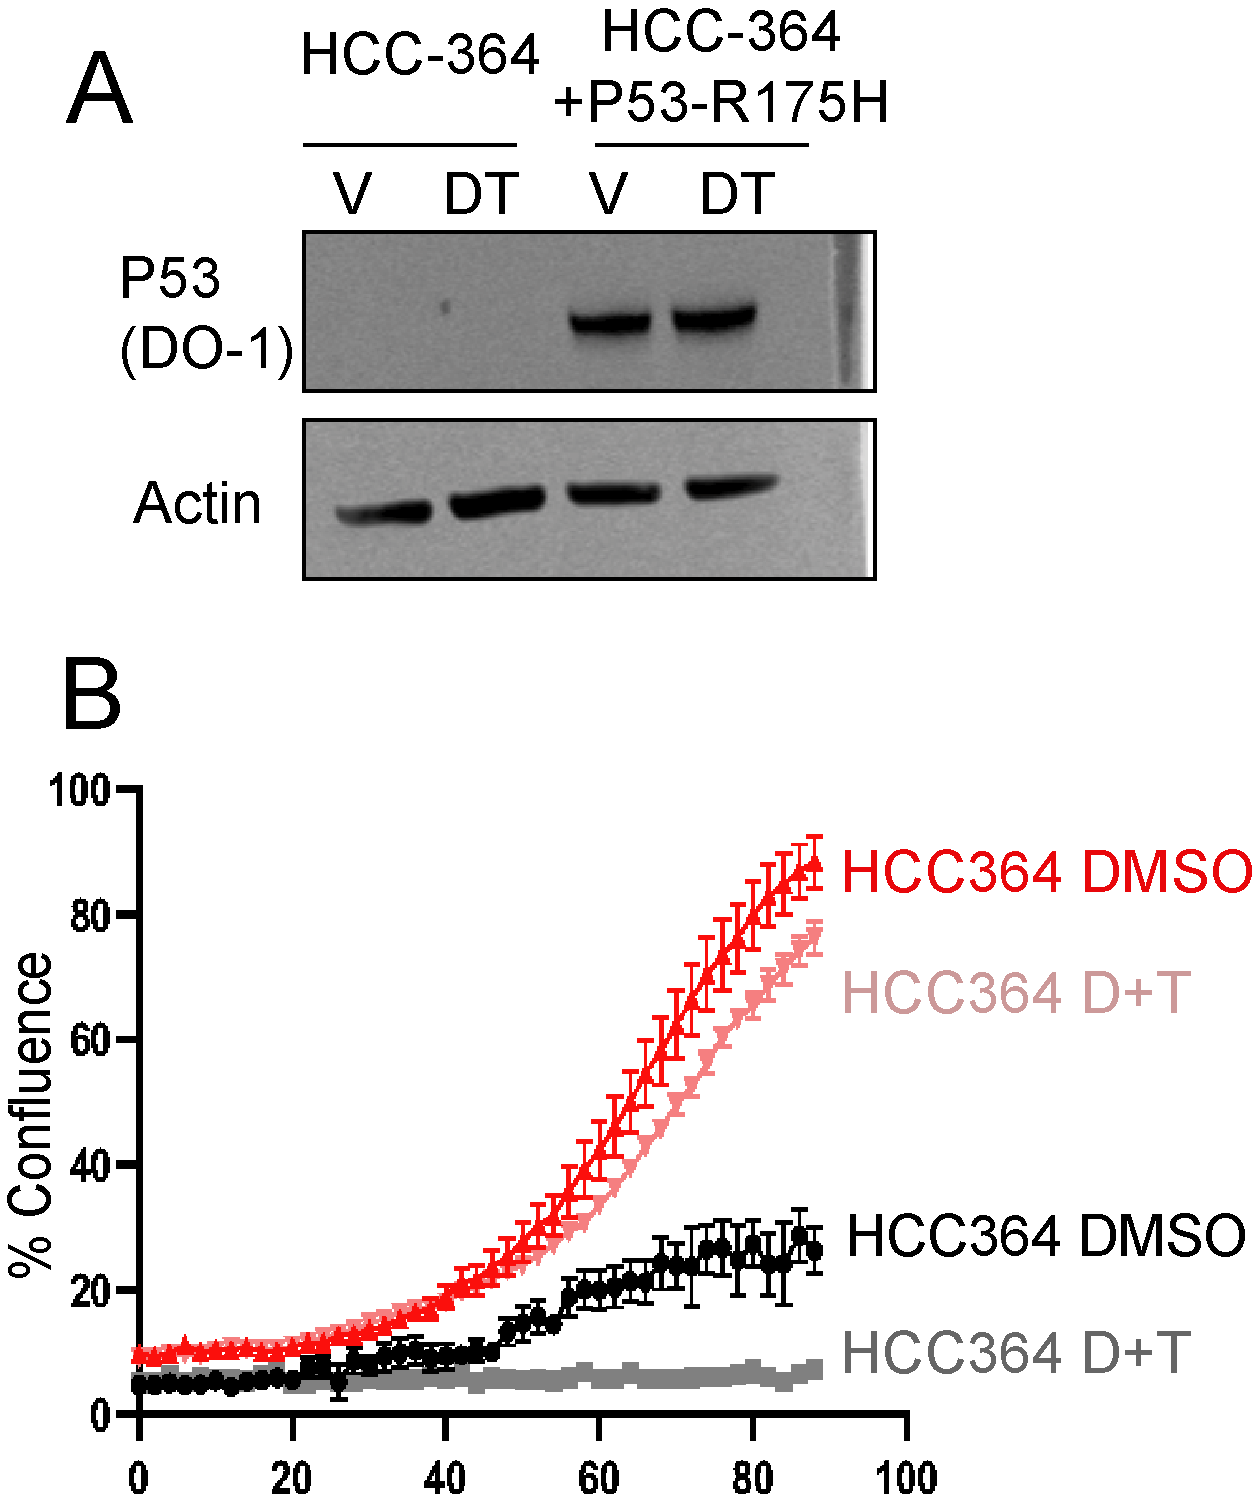 A
HCC-364
HCC-364
+P53-R175H
V DT V DT
P53
(DO-1)
Actin
B
% Confluence
100
80
60
40
20
0
HCC364 DMSO
HCC364 D+T
HCC364 DMSO
HCC364 D+T
0 20 40 60 80 100